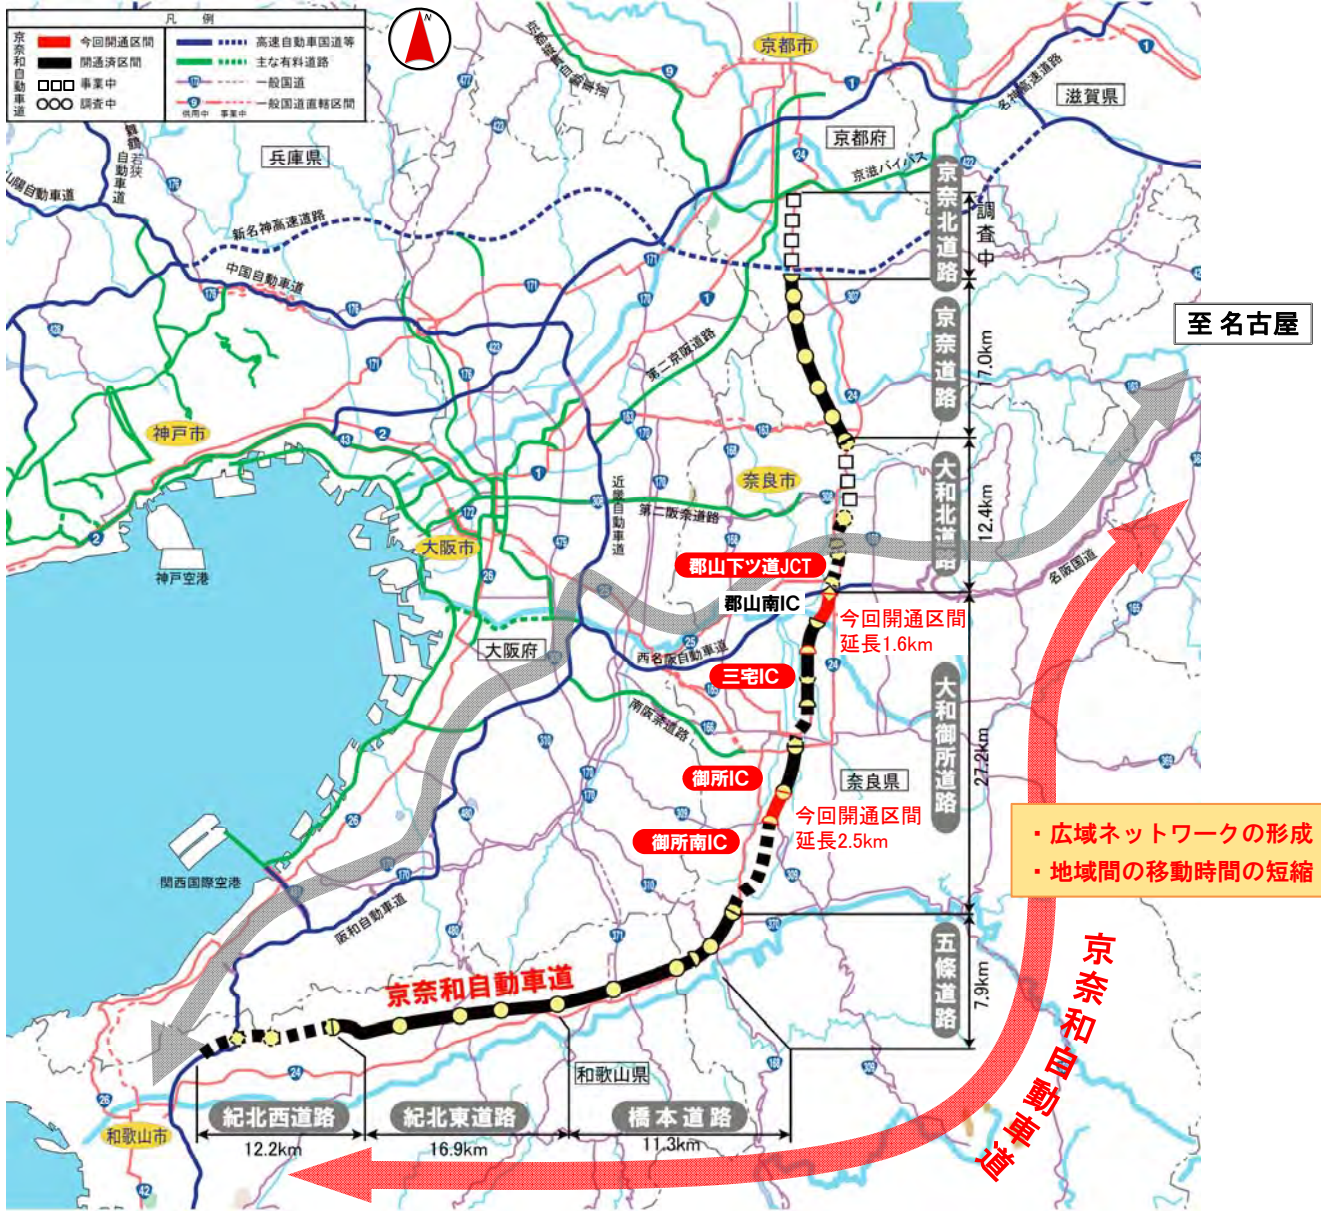 凡例
京奈和自動車道
今回開通区間
開通済区間
事業中
調査中
高速自動車国道等
主な有料道路
一般国道
一般国道直轄区間
供用中 事業中
N
京都市
滋賀県
京都府
兵庫県
京都縦貫自動車道
名神高速道路
京滋バイパス
舞鶴若狭自動車道
山陽自動車道
新名神高速道路
中国自動車道
第二京阪道路
京奈北道路
調査中
京奈道路
7.0km
至 名古屋
神戸市
奈良市
大和北道路
12.4km
近畿自動車道
第二阪奈道路
大阪市
神戸空港
郡山下ツ道JCT
郡山南IC
名阪国道
今回開通区間
延長1.6km
大阪府
西名阪自動車道
三宅IC
大和御所道路
27.2km
南阪奈道路
御所IC
奈良県
今回開通区間
延長2.5km
御所南IC
・広域ネットワークの形成
・地域間の移動時間の短縮
関西国際空港
阪和自動車道
五條道路
7.9km
京奈和自動車道
京奈和自動車道
和歌山県
紀北西道路
紀北東道路
橋本道路
和歌山市
12.2km
16.9km
11.3km